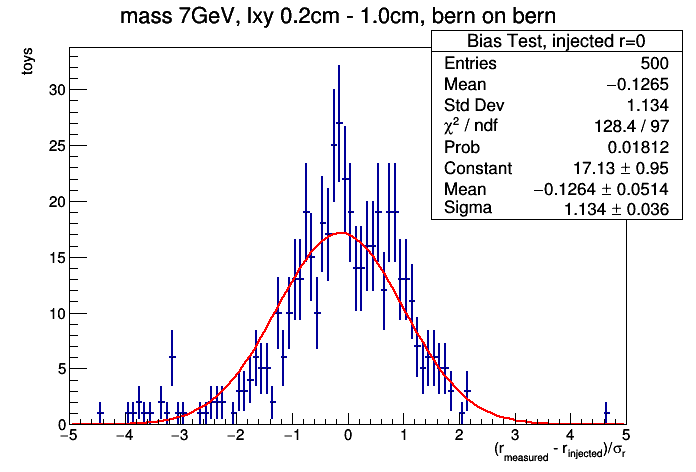 mass 7GeV, lxy 0.2cm - 1.0cm, bern on bern
Bias Test, injected r=0
Entries 500
Mean −0.1265
Std Dev 1.134
χ² / ndf 128.4 / 97
Prob 0.01812
Constant 17.13 ± 0.95
Mean −0.1264 ± 0.0514
Sigma 1.134 ± 0.036
toys
30
25
20
15
10
5
0
−5 −4 −3 −2 −1 0 1 2 3 4 5
(r_measured - r_injected)/σ_r